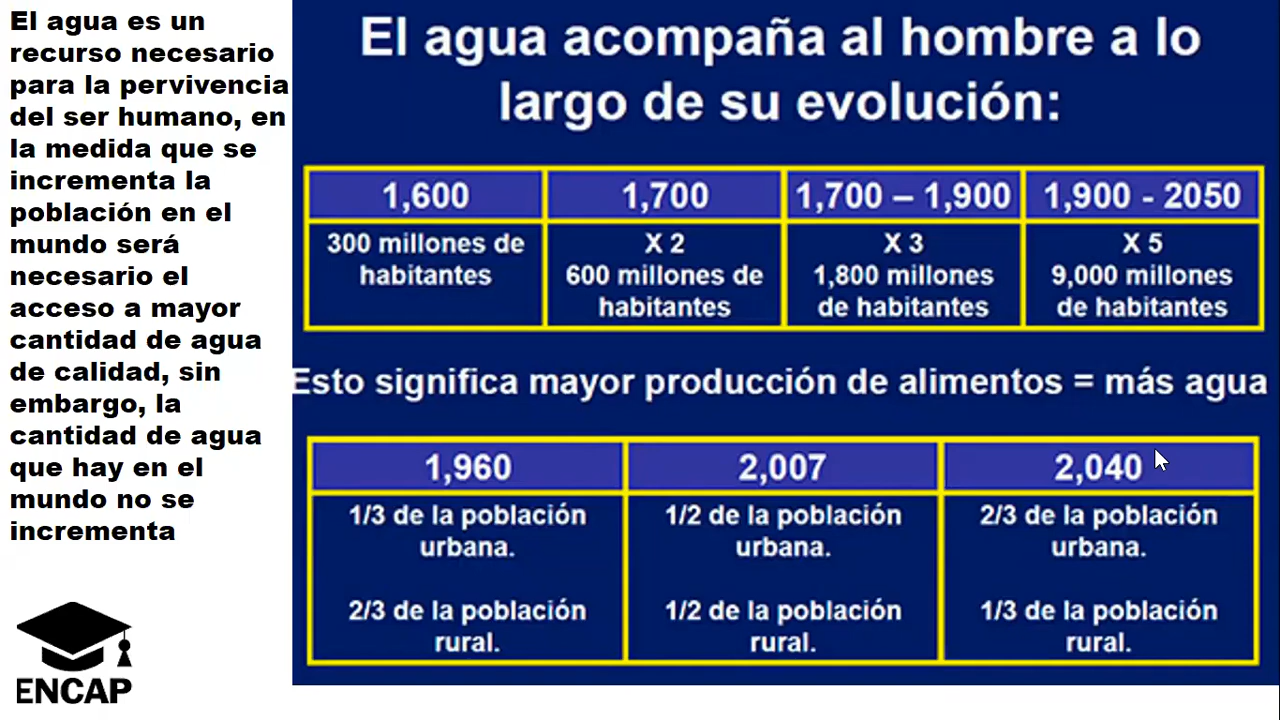 El agua es un
recurso necesario
para la pervivencia
del ser humano, en
la medida que se
incrementa la
población en el
mundo será
necesario el
acceso a mayor
cantidad de agua
de calidad, sin
embargo, la
cantidad de agua
que hay en el
mundo no se
incrementa
ENCAP
El agua acompaña al hombre a lo
largo de su evolución:
1,600
300 millones de
habitantes
1,700
X 2
600 millones de
habitantes
1,700 – 1,900
X 3
1,800 millones
de habitantes
1,900 - 2050
X 5
9,000 millones
de habitantes
Esto significa mayor producción de alimentos = más agua
1,960
1/3 de la población
urbana.
2/3 de la población
rural.
2,007
1/2 de la población
urbana.
1/2 de la población
rural.
2,040
2/3 de la población
urbana.
1/3 de la población
rural.